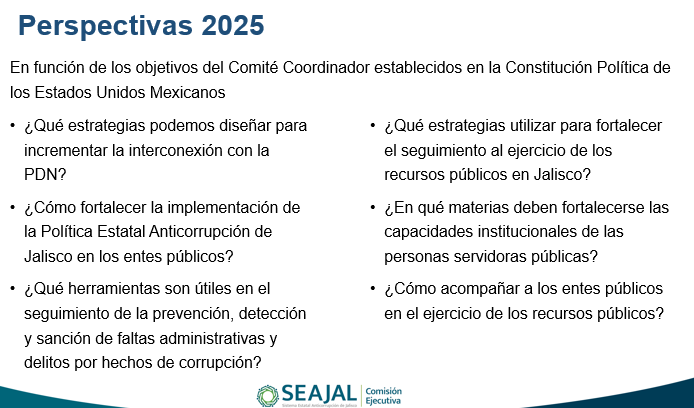 Perspectivas 2025
En función de los objetivos del Comité Coordinador establecidos en la Constitución Política de
los Estados Unidos Mexicanos
• ¿Qué estrategias podemos diseñar para
incrementar la interconexión con la
PDN?
• ¿Cómo fortalecer la implementación de
la Política Estatal Anticorrupción de
Jalisco en los entes públicos?
• ¿Qué herramientas son útiles en el
seguimiento de la prevención, detección
y sanción de faltas administrativas y
delitos por hechos de corrupción?
• ¿Qué estrategias utilizar para fortalecer
el seguimiento al ejercicio de los
recursos públicos en Jalisco?
• ¿En qué materias deben fortalecerse las
capacidades institucionales de las
personas servidoras públicas?
• ¿Cómo acompañar a los entes públicos
en el ejercicio de los recursos públicos?
SEAJAL
Sistema Estatal Anticorrupción de Jalisco
Comisión
Ejecutiva